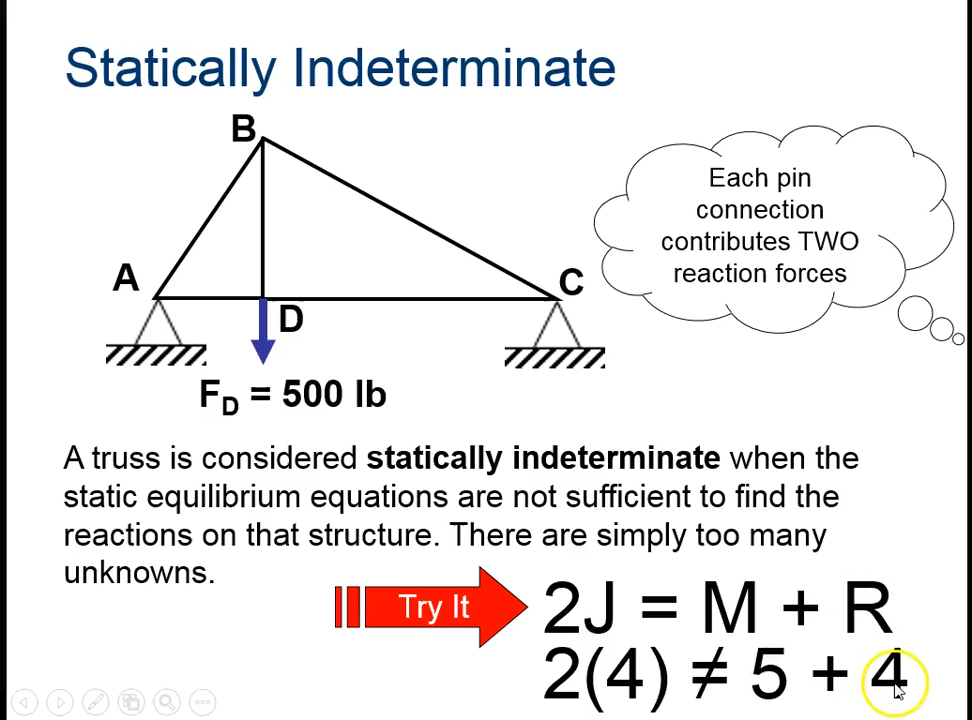 Statically Indeterminate
B
Each pin
connection
contributes TWO
reaction forces
A
C
D
F_D = 500 lb
A truss is considered statically indeterminate when the
static equilibrium equations are not sufficient to find the
reactions on that structure. There are simply too many
unknowns.
Try It
2J = M + R
2(4) ≠ 5 + 4